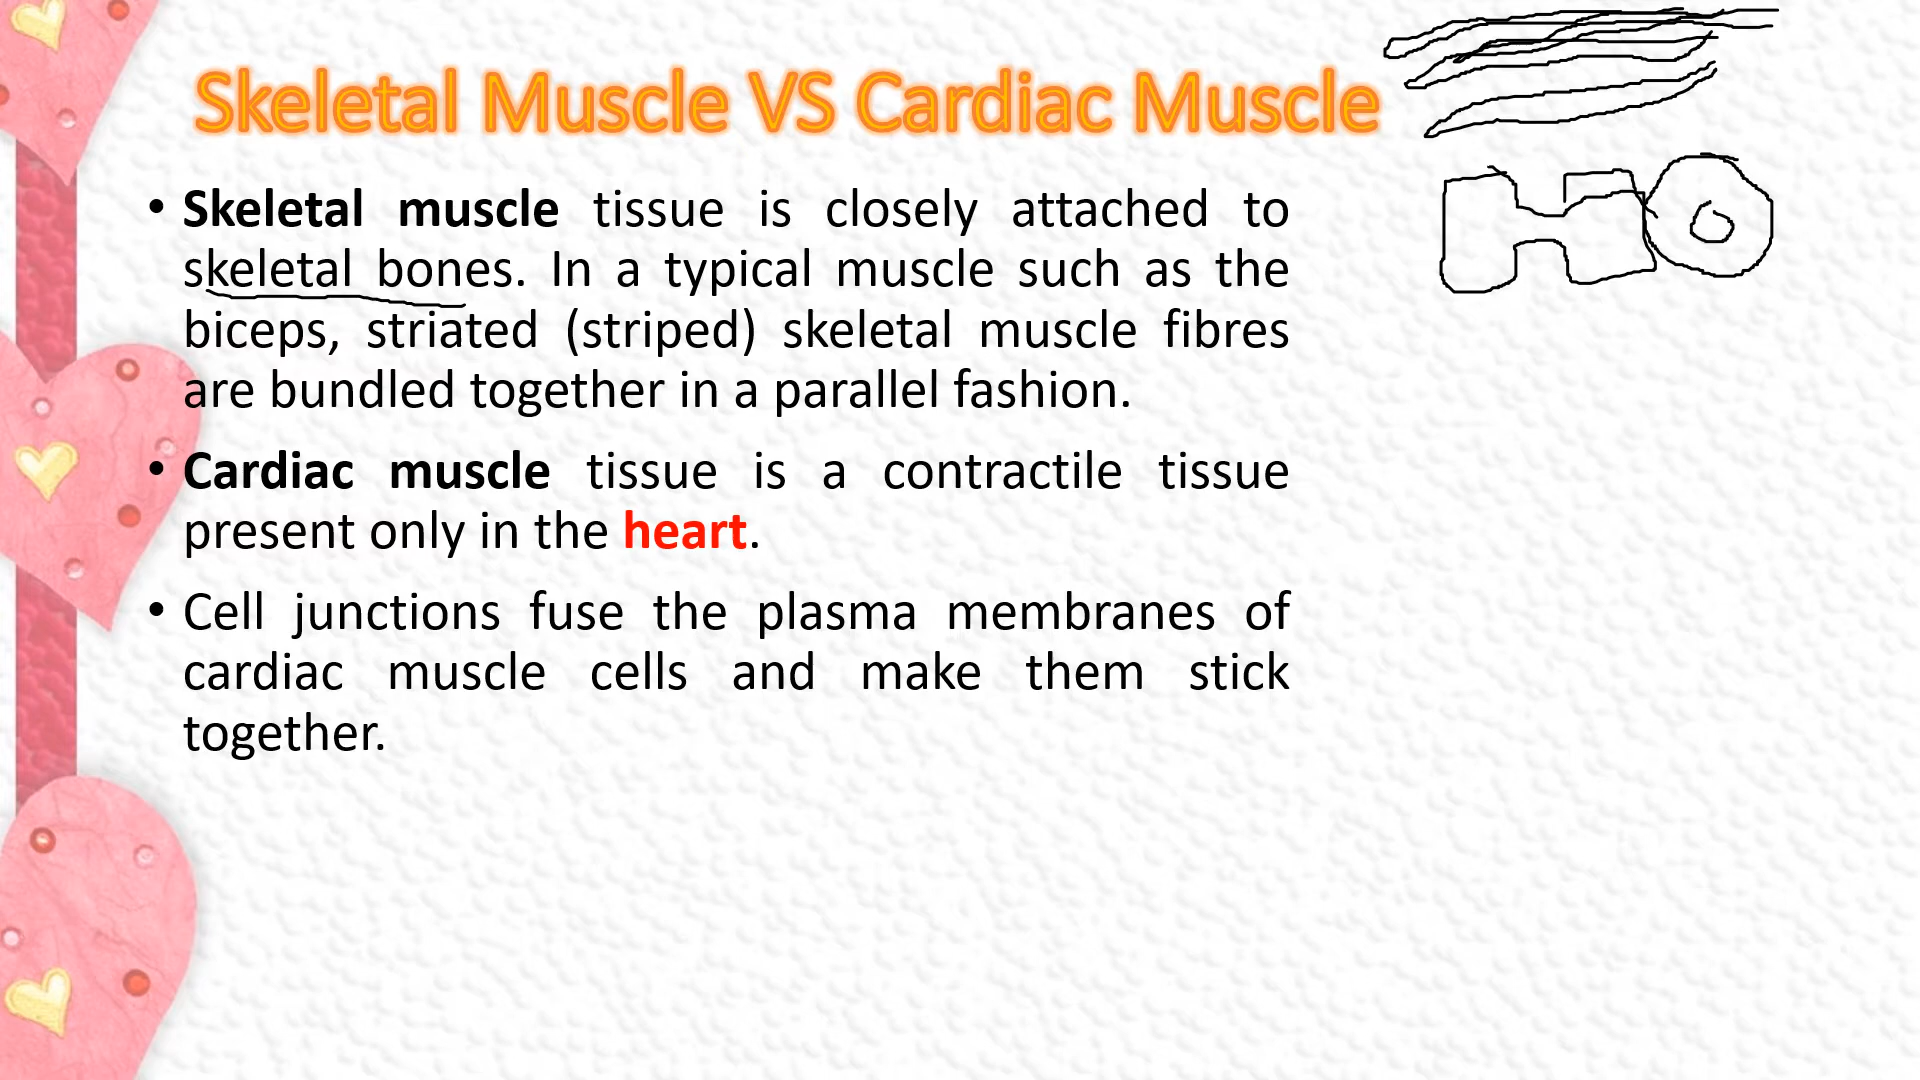 Skeletal Muscle VS Cardiac Muscle
• Skeletal muscle tissue is closely attached to
skeletal bones. In a typical muscle such as the
biceps, striated (striped) skeletal muscle fibres
are bundled together in a parallel fashion.
• Cardiac muscle tissue is a contractile tissue
present only in the heart.
• Cell junctions fuse the plasma membranes of
cardiac muscle cells and make them stick
together.